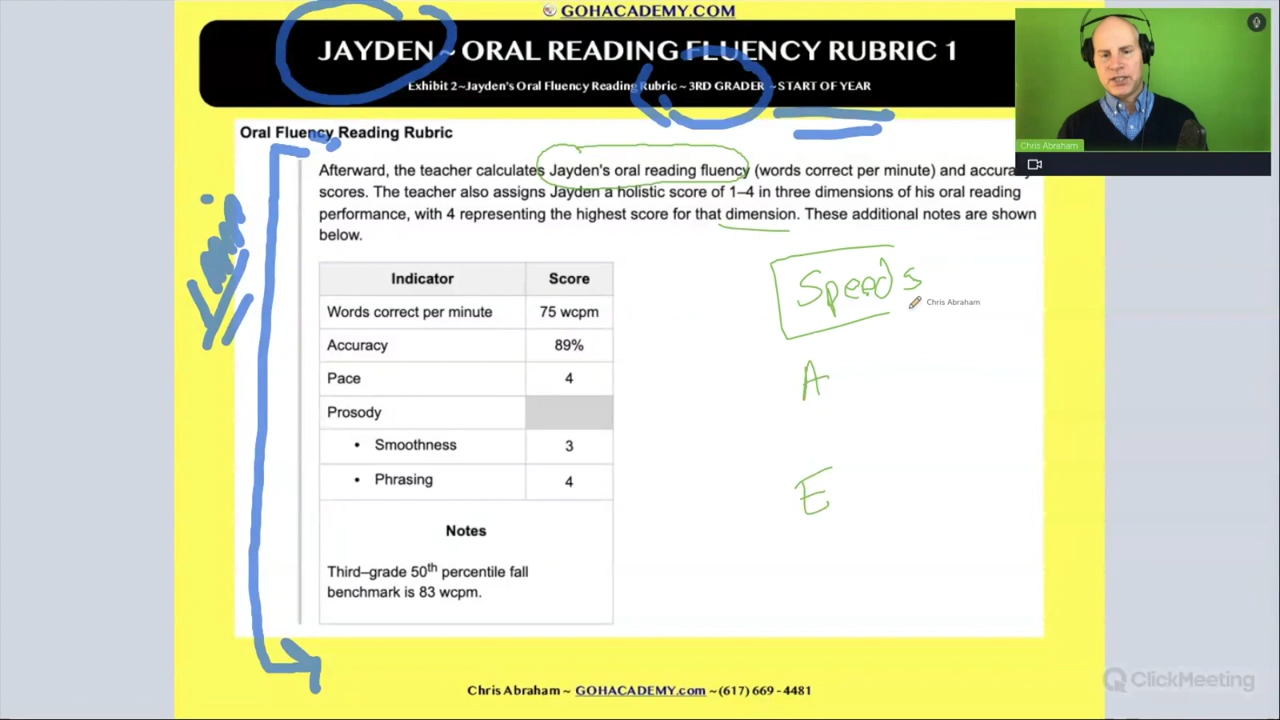 GOHACADEMY.COM
JAYDEN~ ORAL READING FLUENCY RUBRIC 1
Exhibit 2~Jayden's Oral Fluency Reading Rubric ~ 3RD GRADER ~START OF YEAR
Chris Abraham
Oral Fluency Reading Rubric
Afterward, the teacher calculates Jayden's oral reading fluency (words correct per minute) and accuracy
scores. The teacher also assigns Jayden a holistic score of 1–4 in three dimensions of his oral reading
performance, with 4 representing the highest score for that dimension. These additional notes are shown
below.
Indicator Score
Words correct per minute 75 wcpm
Accuracy 89%
Pace 4
Prosody
• Smoothness 3
• Phrasing 4
Notes
Third–grade 50th percentile fall
benchmark is 83 wcpm.
Speed s
Chris Abraham
A
E
Chris Abraham ~ GOHACADEMY.com ~(617) 669 - 4481
ClickMeeting